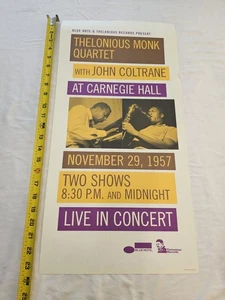 BLUE NOTE & THELONIOUS RECORDS PRESENT
THELONIOUS MONK
QUARTET
WITH JOHN COLTRANE
AT CARNEGIE HALL
NOVEMBER 29, 1957
TWO SHOWS
8:30 P.M. AND MIDNIGHT
LIVE IN CONCERT